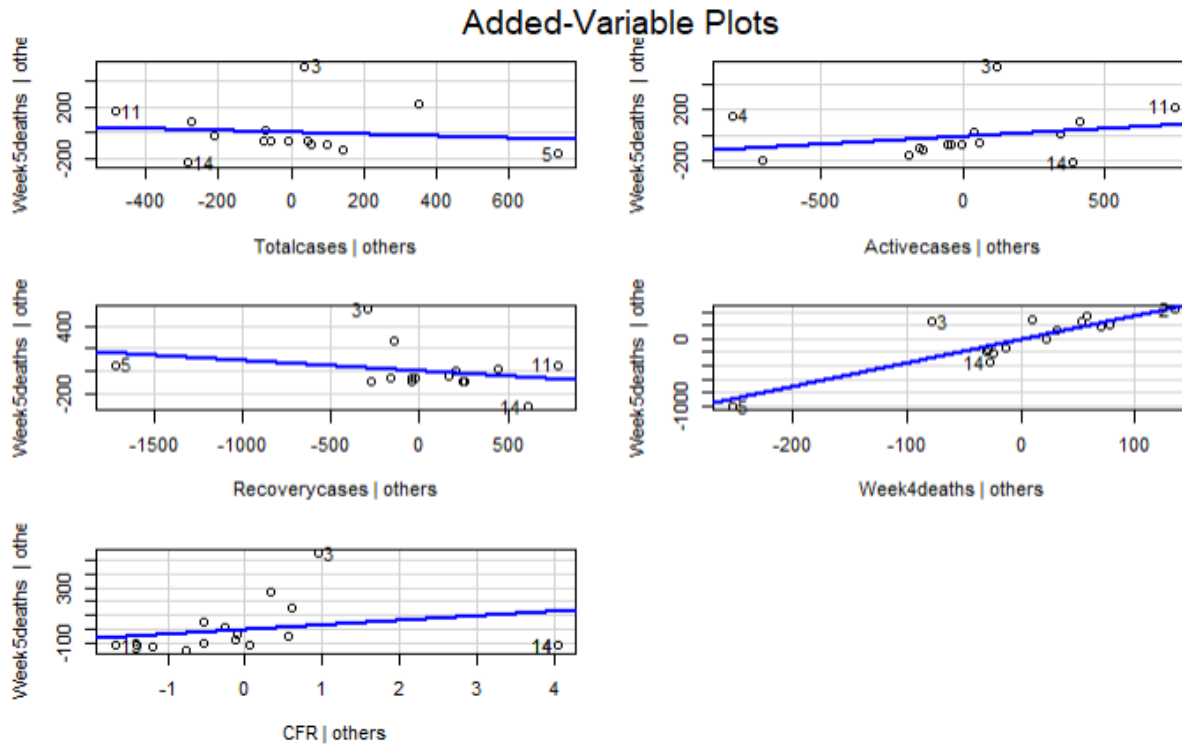 Added-Variable Plots
Week5deaths | othe
200
-200
3
11
14
5
-400 -200 0 200 400 600
Totalcases | others
Week5deaths | othe
200
-200
3
4
11
14
-500 0 500
Activecases | others
Week5deaths | othe
400
-200
3
5
11
14
-1500 -1000 -500 0 500
Recoverycases | others
Week5deaths | othe
0
-1000
3
2
14
5
-200 -100 0 100
Week4deaths | others
Week5deaths | othe
300
-100
3
14
-1 0 1 2 3 4
CFR | others